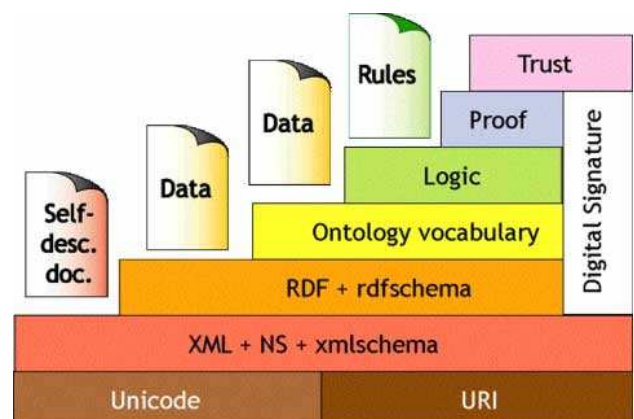 Rules
Trust
Data
Proof
Data
Logic
Self-
desc.
doc.
Ontology vocabulary
Digital Signature
RDF + rdfschema
XML + NS + xmlschema
Unicode
URI